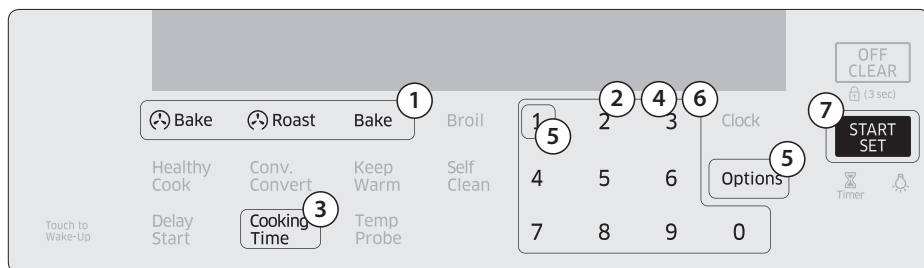 OFF
CLEAR
(3 sec)
1
2 4 6
7
Bake Roast Bake Broil 1 2 3 Clock
START
SET
5
5
Healthy
Cook
Conv.
Convert
Keep
Warm
Self
Clean
4 5 6 Options
Timer
3
Touch to
Wake-Up
Delay
Start
Cooking
Time
Temp
Probe
7 8 9 0